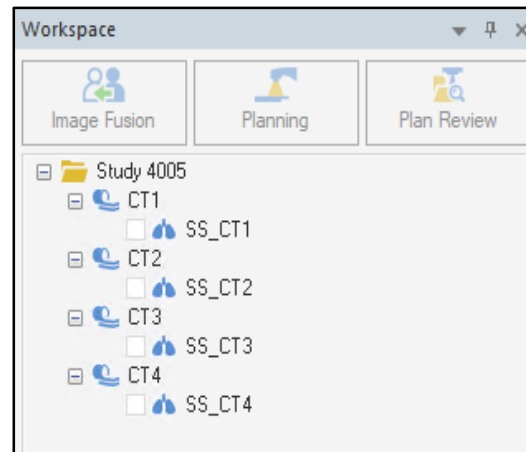 Workspace
Image Fusion Planning Plan Review
Study 4005
CT1
SS_CT1
CT2
SS_CT2
CT3
SS_CT3
CT4
SS_CT4